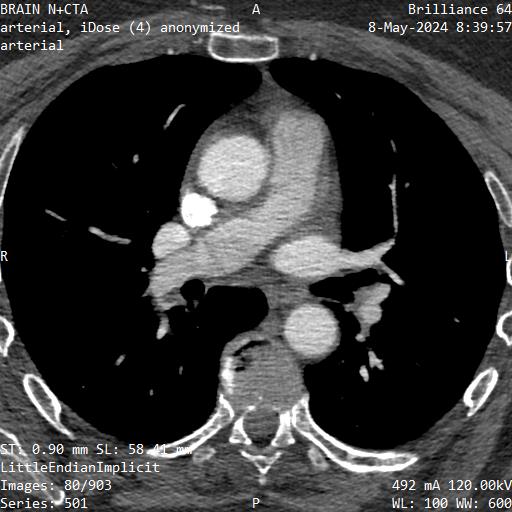 BRAIN N+CTA
arterial, iDose (4) anonymized
arterial
A
Brilliance 64
8-May-2024 8:39:57
R
L
ST: 0.90 mm SL: 58.41 mm
LittleEndianImplicit
Images: 80/903
Series: 501
P
492 mA 120.00kV
WL: 100 WW: 600